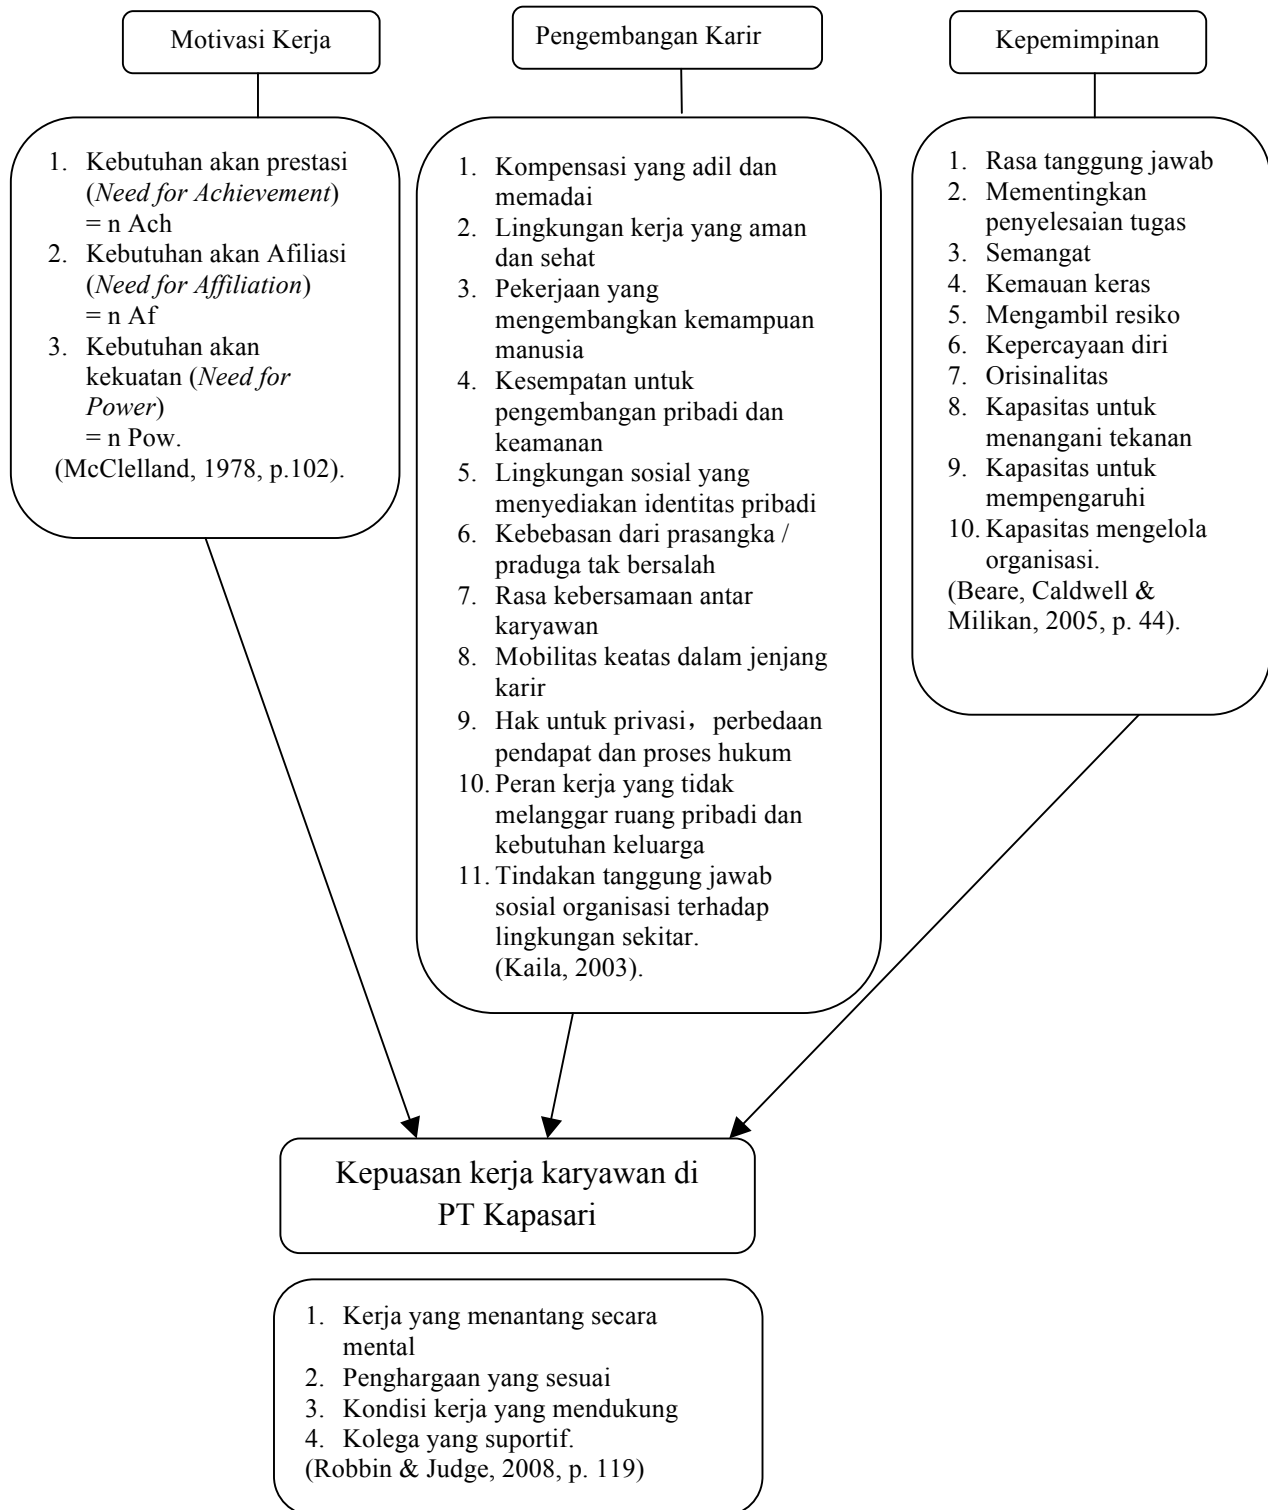 Motivasi Kerja
Pengembangan Karir
Kepemimpinan
1. Kebutuhan akan prestasi
(Need for Achievement)
= n Ach
2. Kebutuhan akan Afiliasi
(Need for Affiliation)
= n Af
3. Kebutuhan akan
kekuatan (Need for
Power)
= n Pow.
(McClelland, 1978, p.102).
1. Kompensasi yang adil dan
memadai
2. Lingkungan kerja yang aman
dan sehat
3. Pekerjaan yang
mengembangkan kemampuan
manusia
4. Kesempatan untuk
pengembangan pribadi dan
keamanan
5. Lingkungan sosial yang
menyediakan identitas pribadi
6. Kebebasan dari prasangka /
praduga tak bersalah
7. Rasa kebersamaan antar
karyawan
8. Mobilitas keatas dalam jenjang
karir
9. Hak untuk privasi，perbedaan
pendapat dan proses hukum
10. Peran kerja yang tidak
melanggar ruang pribadi dan
kebutuhan keluarga
11. Tindakan tanggung jawab
sosial organisasi terhadap
lingkungan sekitar.
(Kaila, 2003).
1. Rasa tanggung jawab
2. Mementingkan
penyelesaian tugas
3. Semangat
4. Kemauan keras
5. Mengambil resiko
6. Kepercayaan diri
7. Orisinalitas
8. Kapasitas untuk
menangani tekanan
9. Kapasitas untuk
mempengaruhi
10. Kapasitas mengelola
organisasi.
(Beare, Caldwell &
Milikan, 2005, p. 44).
Kepuasan kerja karyawan di
PT Kapasari
1. Kerja yang menantang secara
mental
2. Penghargaan yang sesuai
3. Kondisi kerja yang mendukung
4. Kolega yang suportif.
(Robbin & Judge, 2008, p. 119)